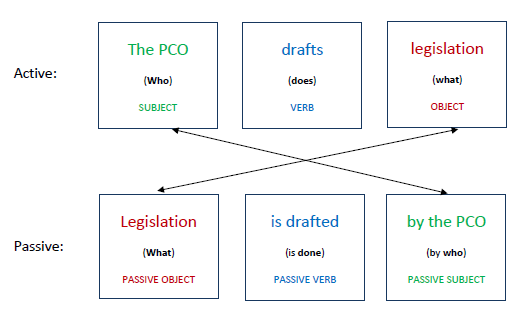 The PCO drafts legislation
Active: (Who) (does) (what)
SUBJECT VERB OBJECT
Legislation is drafted by the PCO
Passive: (What) (is done) (by who)
PASSIVE OBJECT PASSIVE VERB PASSIVE SUBJECT